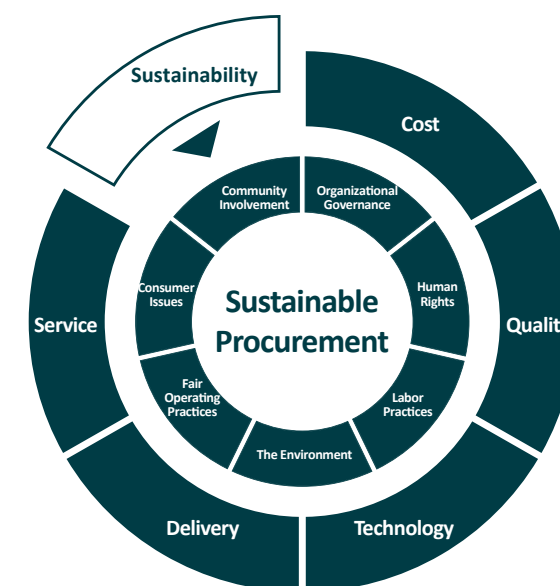 Sustainability
Cost
Community
Involvement
Organizational
Governance
Consumer
Issues
Human
Rights
Sustainable
Procurement
Service
Qualit
Fair
Operating
Practices
Labor
Practices
The Environment
Delivery
Technology